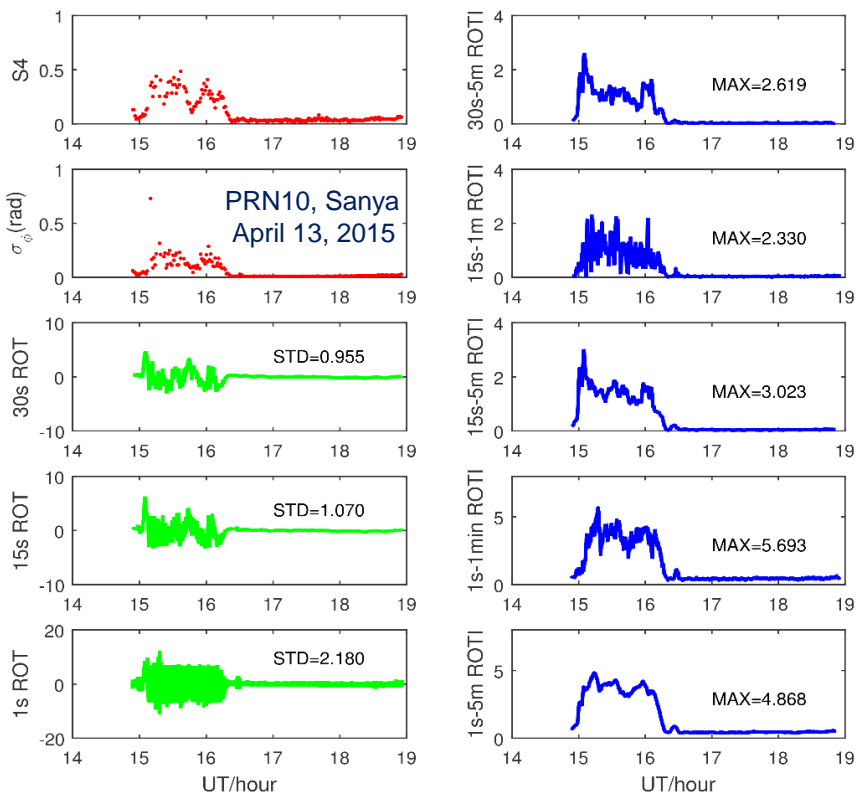 1
0.5
0
S4
14 15 16 17 18 19
4
2
0
30s-5m ROTI
MAX=2.619
14 15 16 17 18 19
1
0.5
0
σϕ(rad)
PRN10, Sanya
April 13, 2015
14 15 16 17 18 19
4
2
0
15s-1m ROTI
MAX=2.330
14 15 16 17 18 19
10
0
-10
30s ROT
STD=0.955
14 15 16 17 18 19
4
2
0
15s-5m ROTI
MAX=3.023
14 15 16 17 18 19
10
0
-10
15s ROT
STD=1.070
14 15 16 17 18 19
5
0
1s-1min ROTI
MAX=5.693
14 15 16 17 18 19
20
0
-20
1s ROT
STD=2.180
14 15 16 17 18 19
UT/hour
5
0
1s-5m ROTI
MAX=4.868
14 15 16 17 18 19
UT/hour